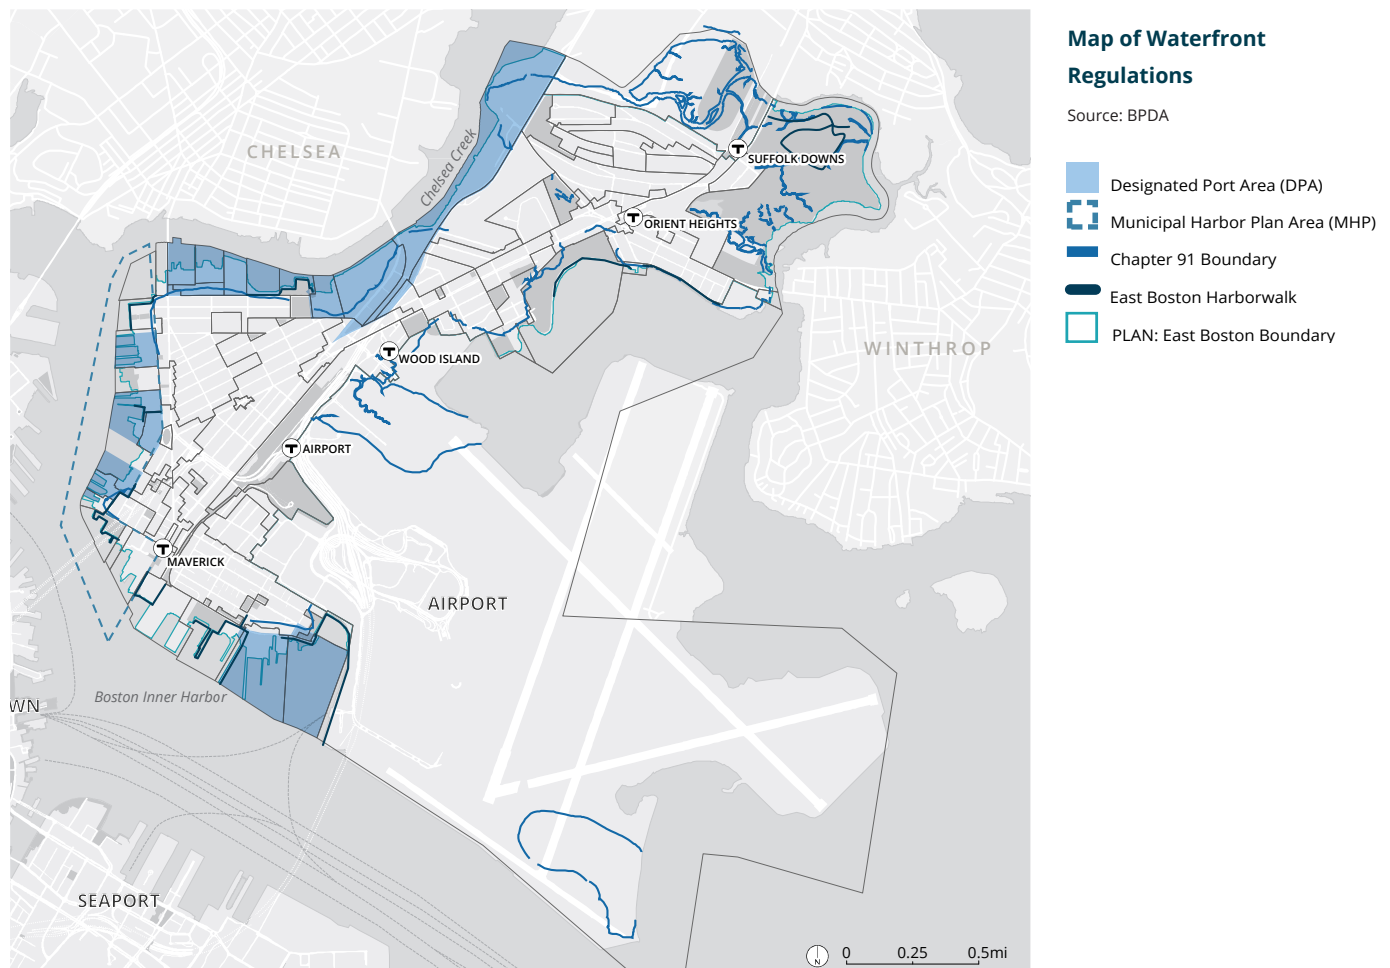 Map of Waterfront
Regulations
Source: BPDA
Designated Port Area (DPA)
Municipal Harbor Plan Area (MHP)
Chapter 91 Boundary
East Boston Harborwalk
PLAN: East Boston Boundary
CHELSEA
Chelsea Creek
T
SUFFOLK DOWNS
T
ORIENT HEIGHTS
WINTHROP
T
WOOD ISLAND
T
AIRPORT
T
MAVERICK
AIRPORT
Boston Inner Harbor
WN
SEAPORT
N
0 0.25 0.5mi